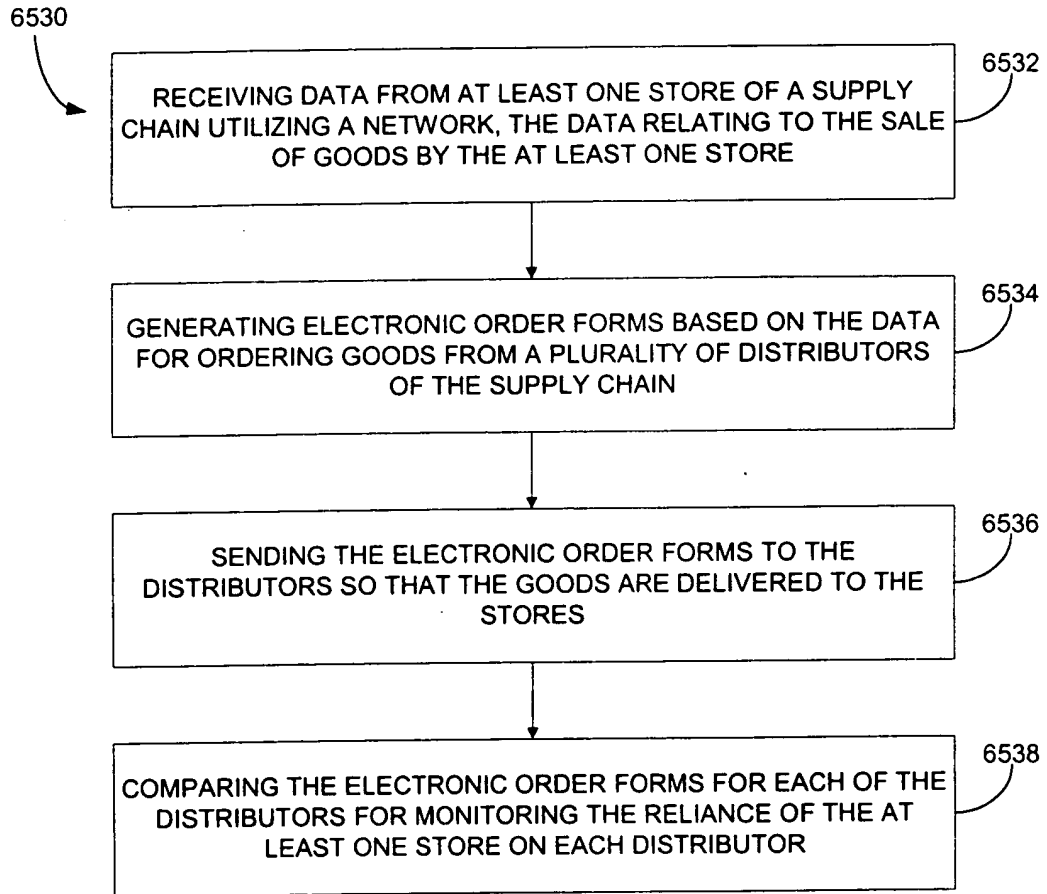 6530
RECEIVING DATA FROM AT LEAST ONE STORE OF A SUPPLY
CHAIN UTILIZING A NETWORK, THE DATA RELATING TO THE SALE
OF GOODS BY THE AT LEAST ONE STORE
6532
GENERATING ELECTRONIC ORDER FORMS BASED ON THE DATA
FOR ORDERING GOODS FROM A PLURALITY OF DISTRIBUTORS
OF THE SUPPLY CHAIN
6534
SENDING THE ELECTRONIC ORDER FORMS TO THE
DISTRIBUTORS SO THAT THE GOODS ARE DELIVERED TO THE
STORES
6536
COMPARING THE ELECTRONIC ORDER FORMS FOR EACH OF THE
DISTRIBUTORS FOR MONITORING THE RELIANCE OF THE AT
LEAST ONE STORE ON EACH DISTRIBUTOR
6538